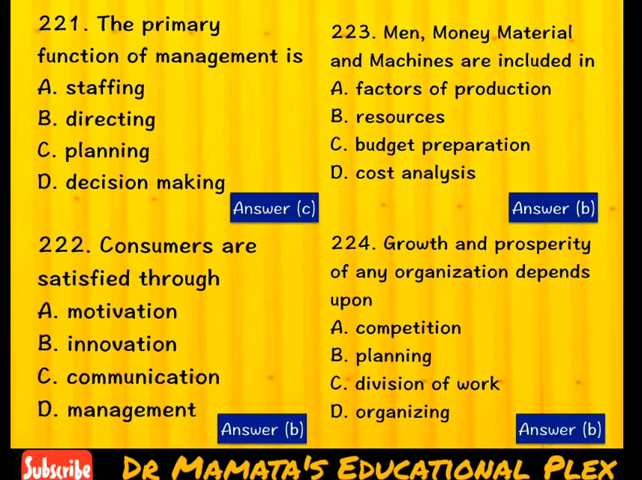 221. The primary
function of management is
A. staffing
B. directing
C. planning
D. decision making
Answer (c)
222. Consumers are
satisfied through
A. motivation
B. innovation
C. communication
D. management
Answer (b)
223. Men, Money Material
and Machines are included in
A. factors of production
B. resources
C. budget preparation
D. cost analysis
Answer (b)
224. Growth and prosperity
of any organization depends
upon
A. competition
B. planning
C. division of work
D. organizing
Answer (b)
Subscribe
DR MAMATA'S EDUCATIONAL PLEX